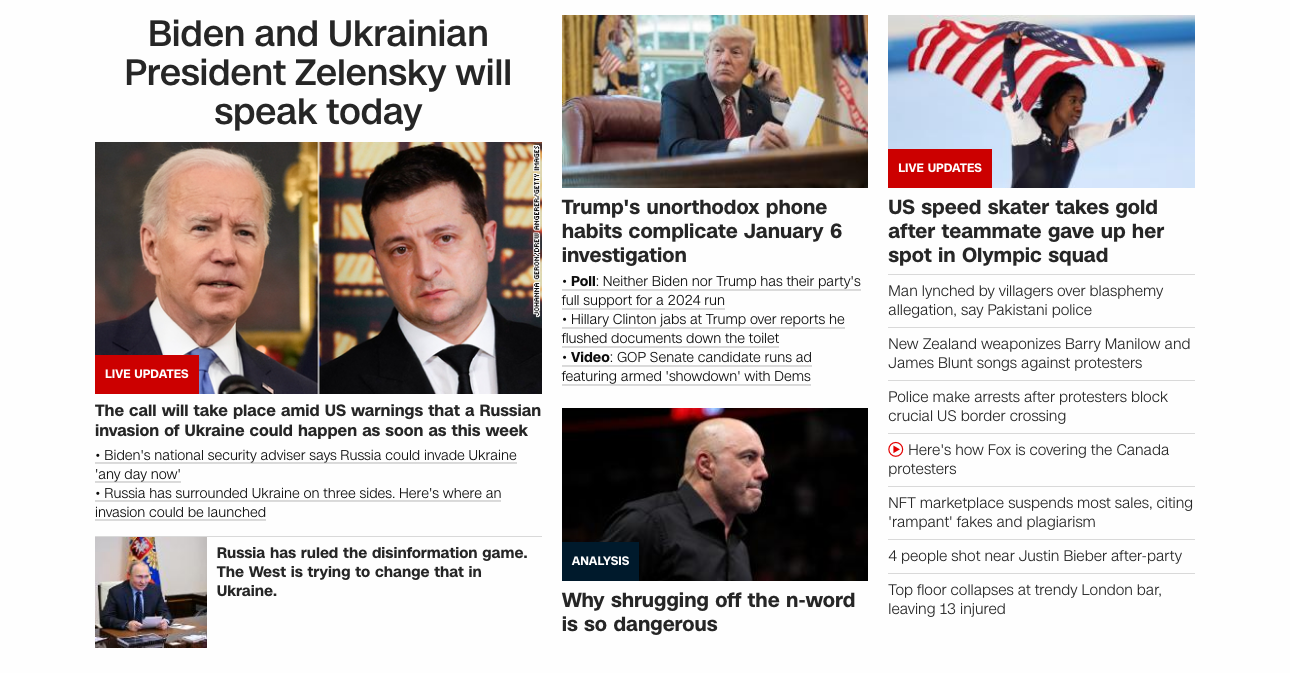 Biden and Ukrainian
President Zelensky will
speak today
JOHANNA GERON/DREW ANGERER/GETTY IMAGES
LIVE UPDATES
The call will take place amid US warnings that a Russian
invasion of Ukraine could happen as soon as this week
• Biden's national security adviser says Russia could invade Ukraine
'any day now'
• Russia has surrounded Ukraine on three sides. Here's where an
invasion could be launched
Russia has ruled the disinformation game.
The West is trying to change that in
Ukraine.
Trump's unorthodox phone
habits complicate January 6
investigation
• Poll: Neither Biden nor Trump has their party's
full support for a 2024 run
• Hillary Clinton jabs at Trump over reports he
flushed documents down the toilet
• Video: GOP Senate candidate runs ad
featuring armed 'showdown' with Dems
ANALYSIS
Why shrugging off the n-word
is so dangerous
LIVE UPDATES
US speed skater takes gold
after teammate gave up her
spot in Olympic squad
Man lynched by villagers over blasphemy
allegation, say Pakistani police
New Zealand weaponizes Barry Manilow and
James Blunt songs against protesters
Police make arrests after protesters block
crucial US border crossing
Here's how Fox is covering the Canada
protesters
NFT marketplace suspends most sales, citing
'rampant' fakes and plagiarism
4 people shot near Justin Bieber after-party
Top floor collapses at trendy London bar,
leaving 13 injured